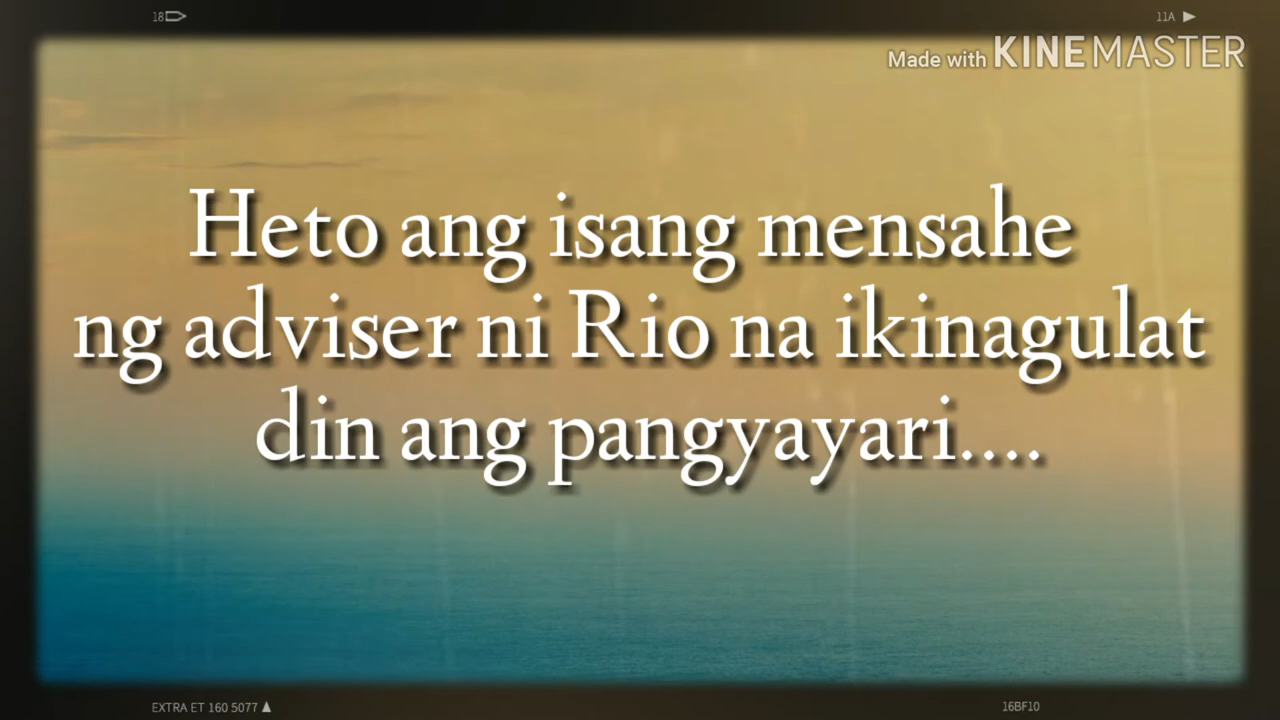 18
11A
Made with KINEMASTER
Heto ang isang mensahe
ng adviser ni Rio na ikinagulat
din ang pangyayari....
EXTRA ET 160 5077
16BF10